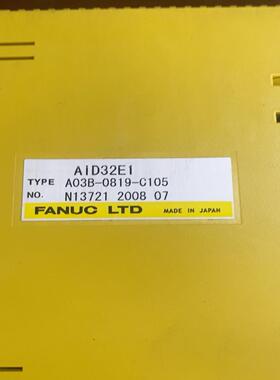 AID32E1
TYPE A03B-0819-C105
NO. N13721 2008 07
FANUC LTD MADE IN JAPAN